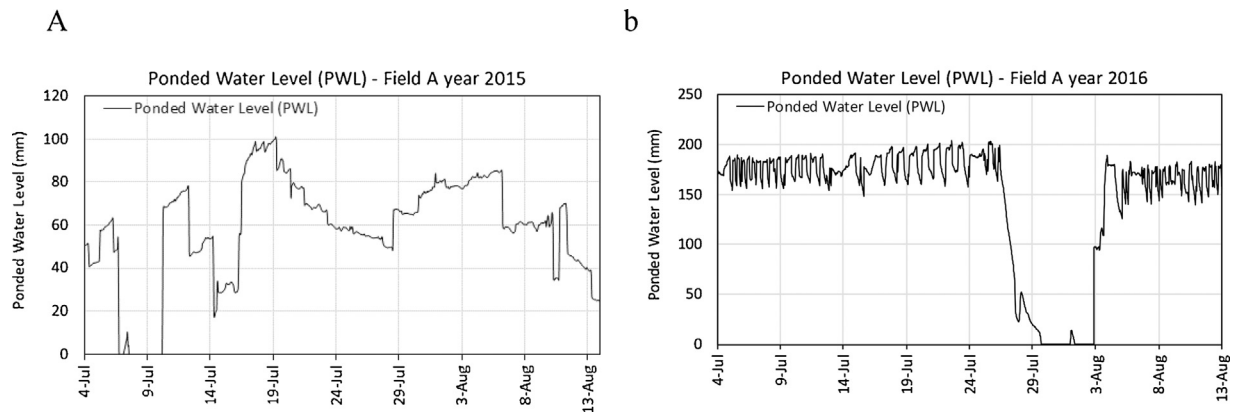 A
b
Ponded Water Level (PWL) - Field A year 2015
Ponded Water Level (PWL)
Ponded Water Level (mm)
120
100
80
60
40
20
0
4-Jul
9-Jul
14-Jul
19-Jul
24-Jul
29-Jul
3-Aug
8-Aug
13-Aug
Ponded Water Level (PWL) - Field A year 2016
Ponded Water Level (PWL)
Ponded Water Level (mm)
250
200
150
100
50
0
4-Jul
9-Jul
14-Jul
19-Jul
24-Jul
29-Jul
3-Aug
8-Aug
13-Aug